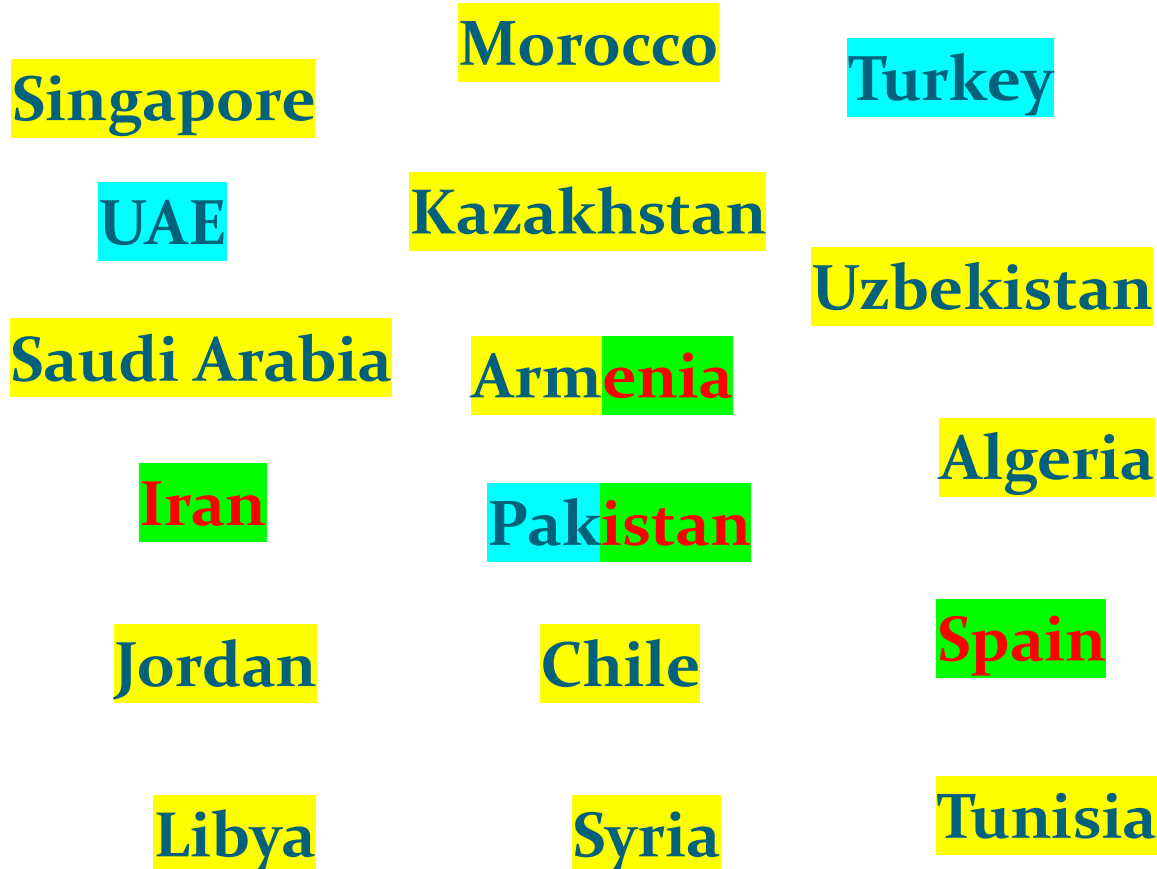 Morocco
Turkey
Singapore
UAE
Kazakhstan
Uzbekistan
Saudi Arabia
Armenia
Algeria
Iran
Pakistan
Spain
Jordan
Chile
Tunisia
Libya
Syria